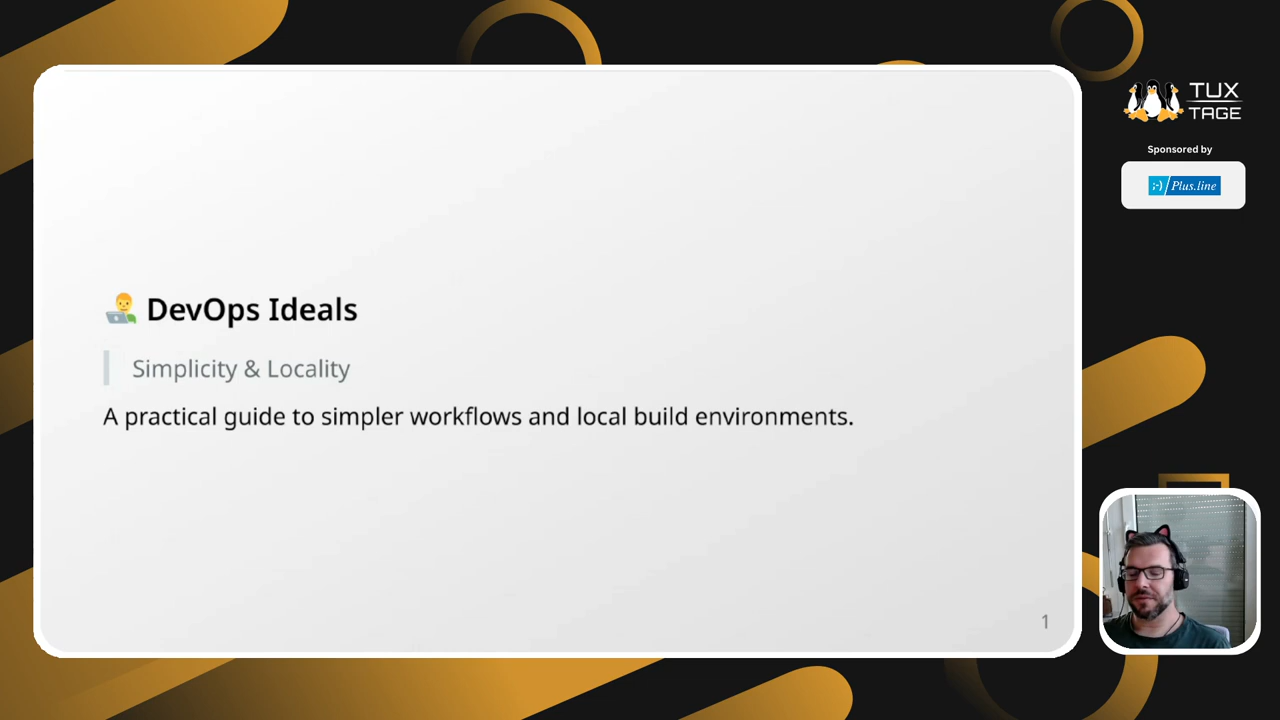 DevOps Ideals
Simplicity & Locality
A practical guide to simpler workflows and local build environments.
1
TUX
TAGE
Sponsored by
;-) Plus.line